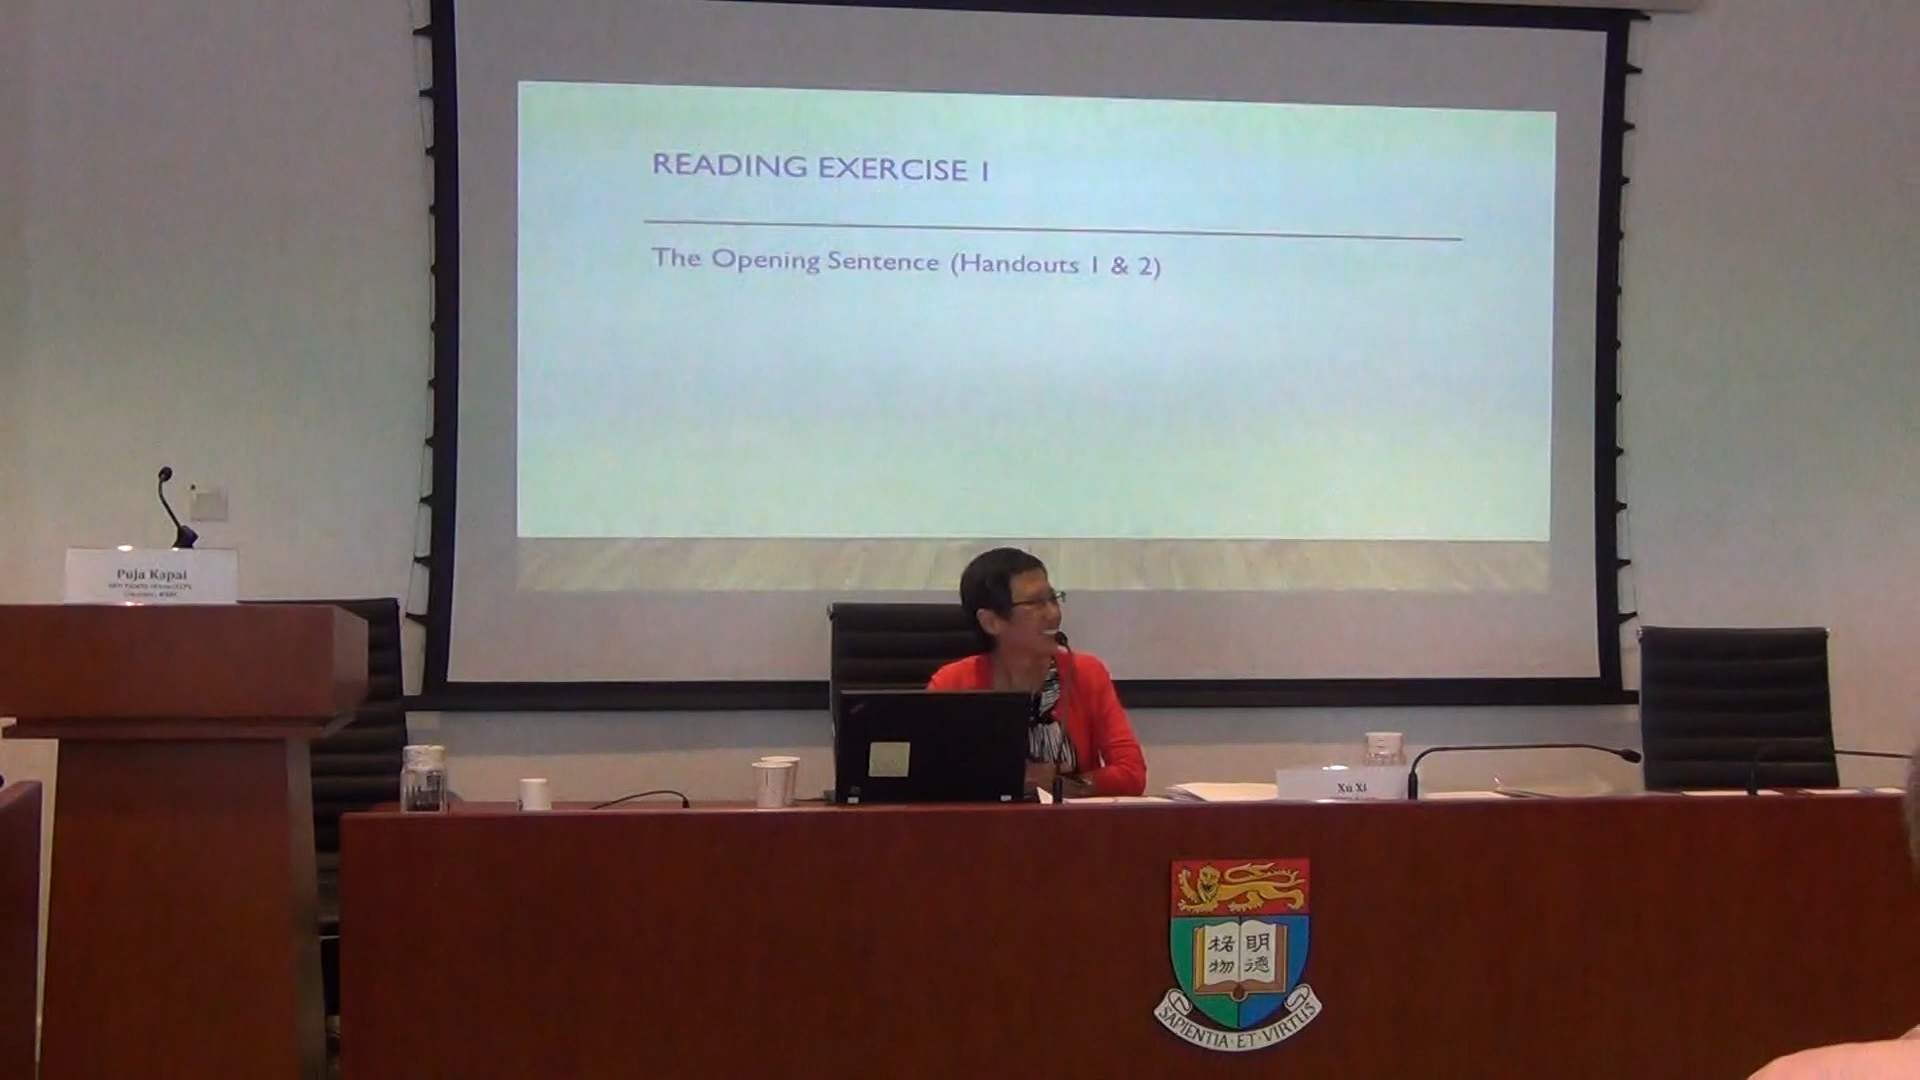 READING EXERCISE 1
The Opening Sentence (Handouts 1 & 2)
Puja Kapai
Xu Xi
格物
明德
SAPIENTIA·ET·VIRTUS